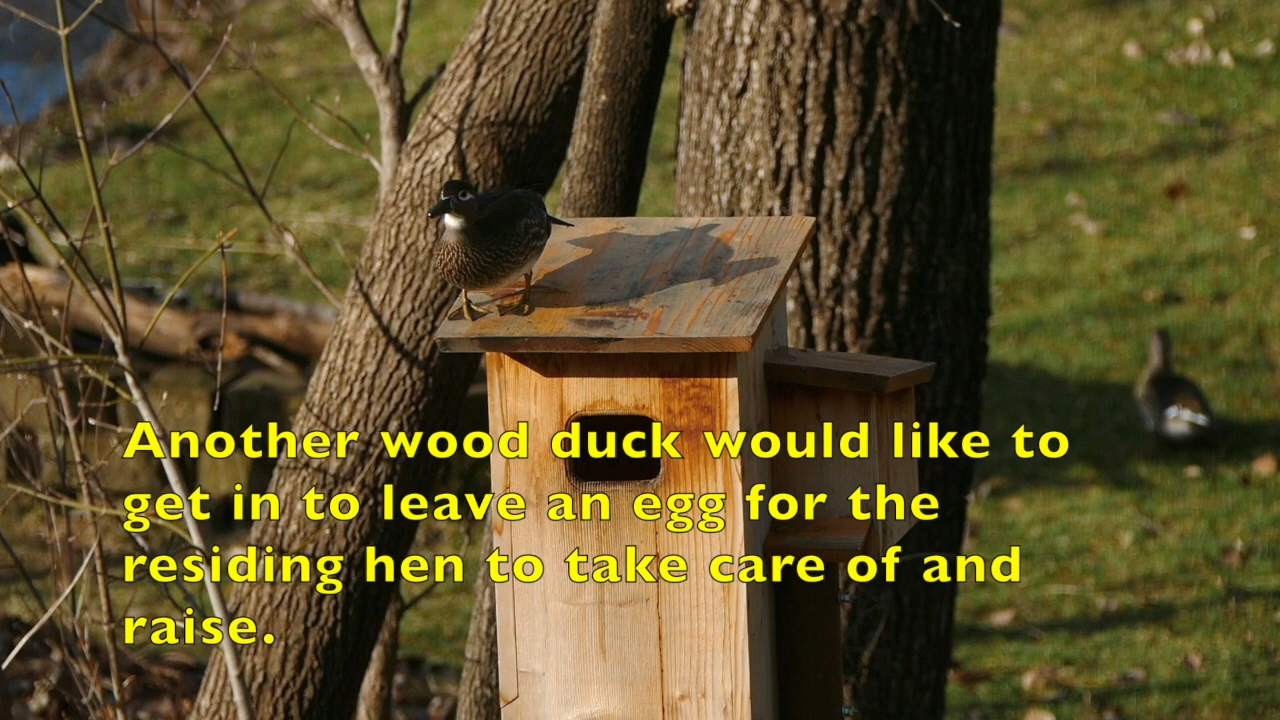 Another wood duck would like to
get in to leave an egg for the
residing hen to take care of and
raise.